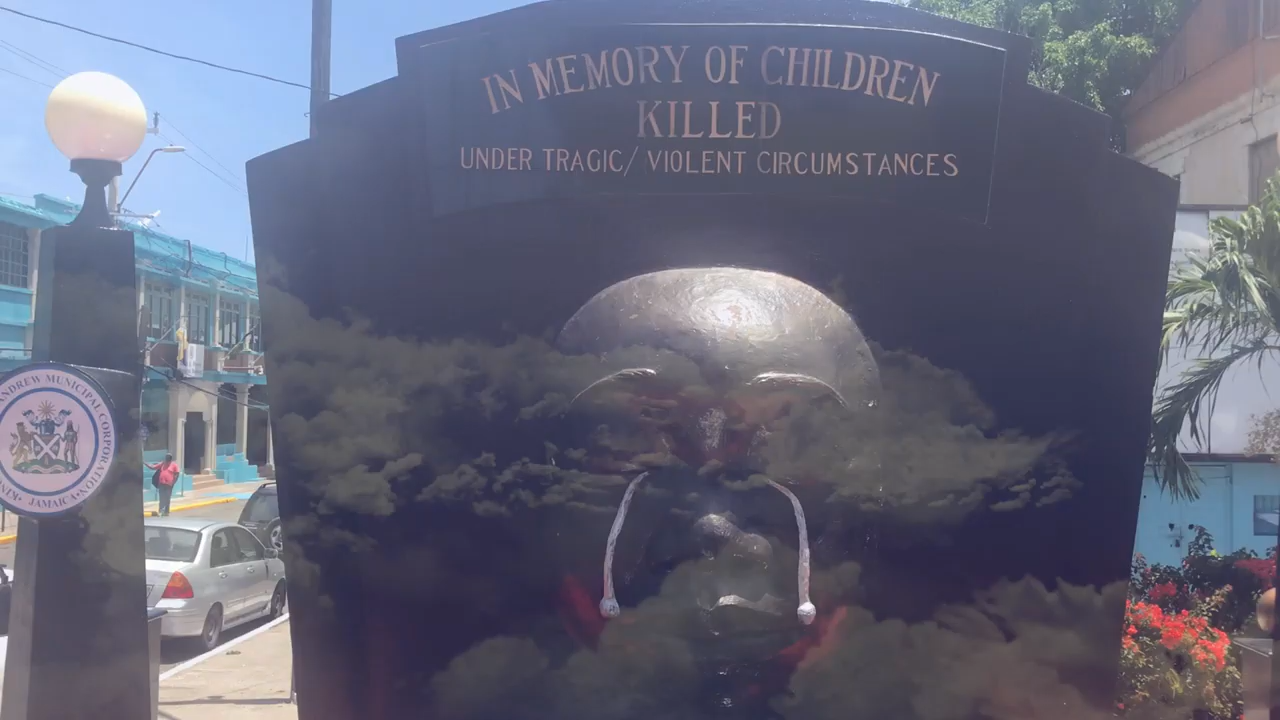 IN MEMORY OF CHILDREN
KILLED
UNDER TRAGIC/ VIOLENT CIRCUMSTANCES
ANDREW MUNICIPAL CORPORATION
JAMAICA